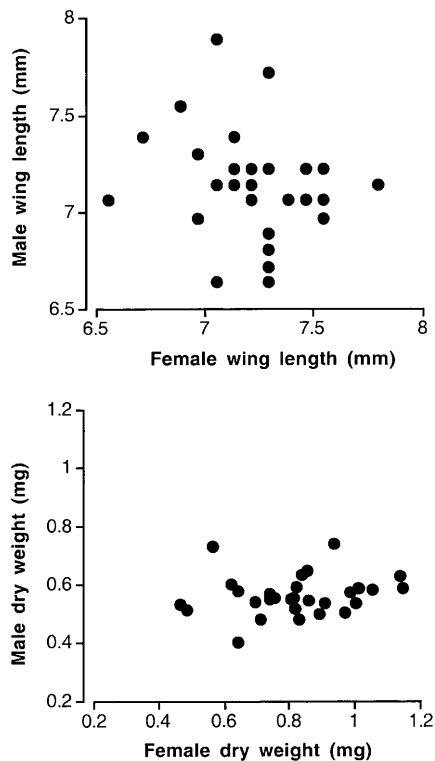 8
7.5
7
6.5
Male wing length (mm)
6.5 7 7.5 8
Female wing length (mm)
1.2
1
0.8
0.6
0.4
0.2
Male dry weight (mg)
0.2 0.4 0.6 0.8 1 1.2
Female dry weight (mg)